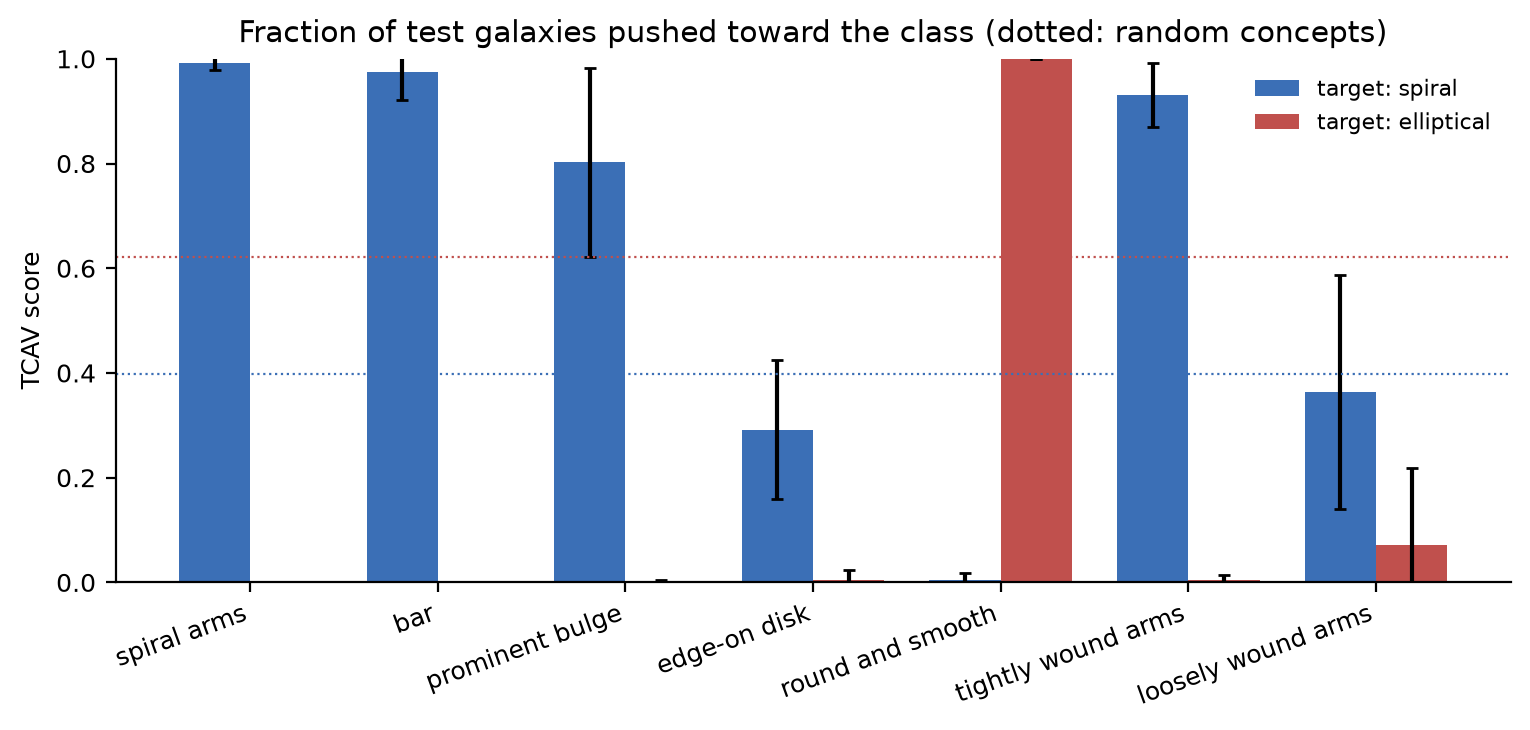 Fraction of test galaxies pushed toward the class (dotted: random concepts)
target: spiral
target: elliptical
TCAV score
1.0
0.8
0.6
0.4
0.2
0.0
spiral arms
bar
prominent bulge
edge-on disk
round and smooth
tightly wound arms
loosely wound arms